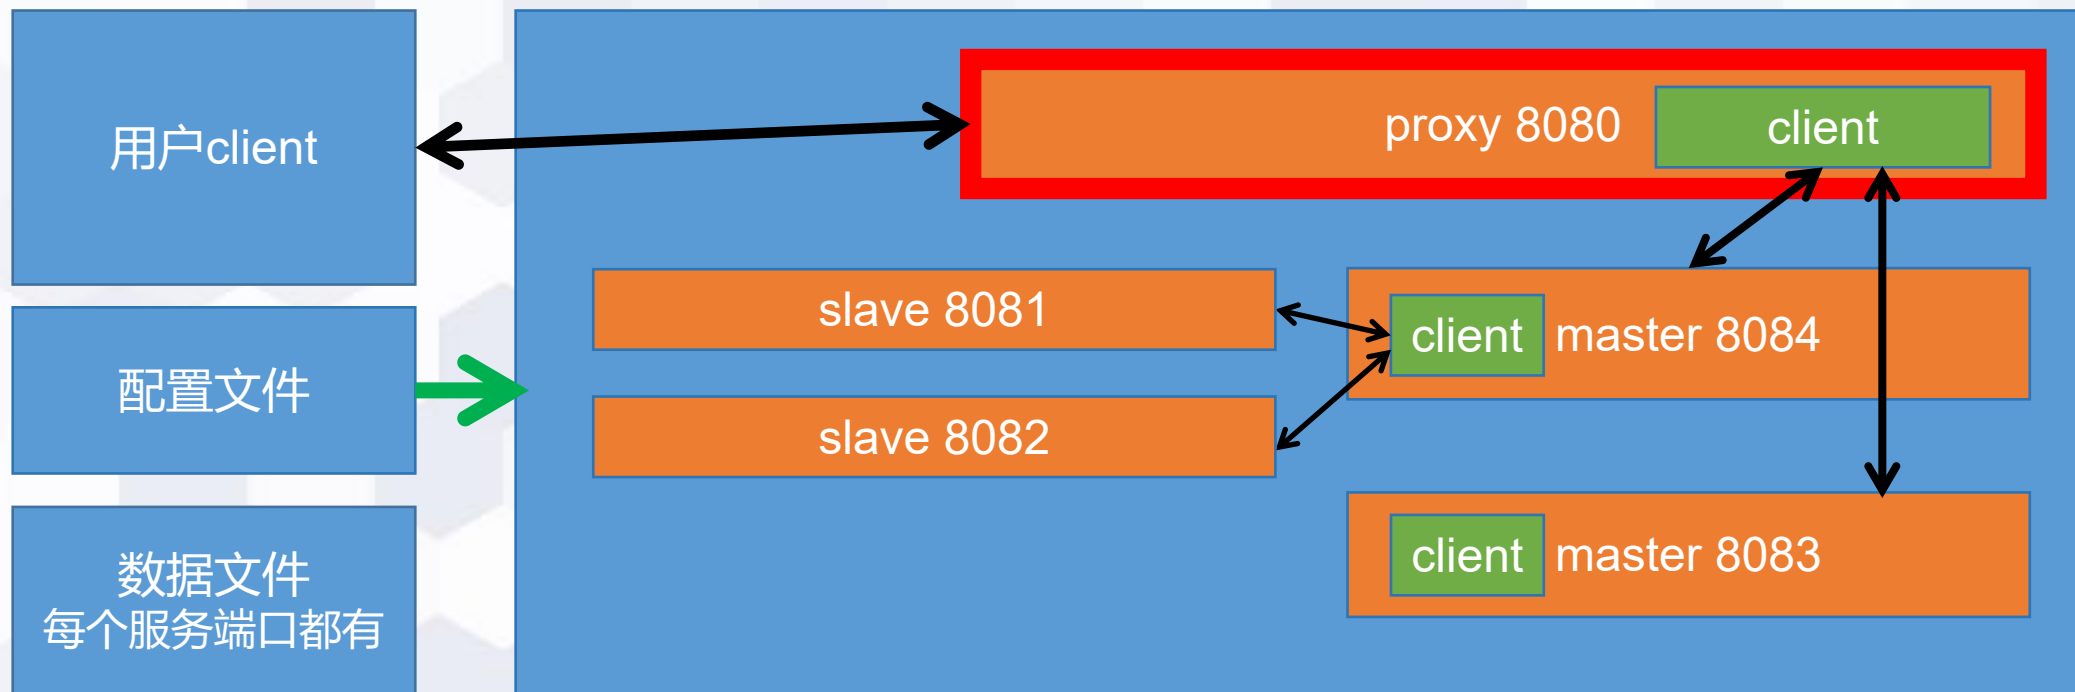 用户client
配置文件
数据文件
每个服务端口都有
proxy 8080
client
slave 8081
slave 8082
client
master 8084
client
master 8083